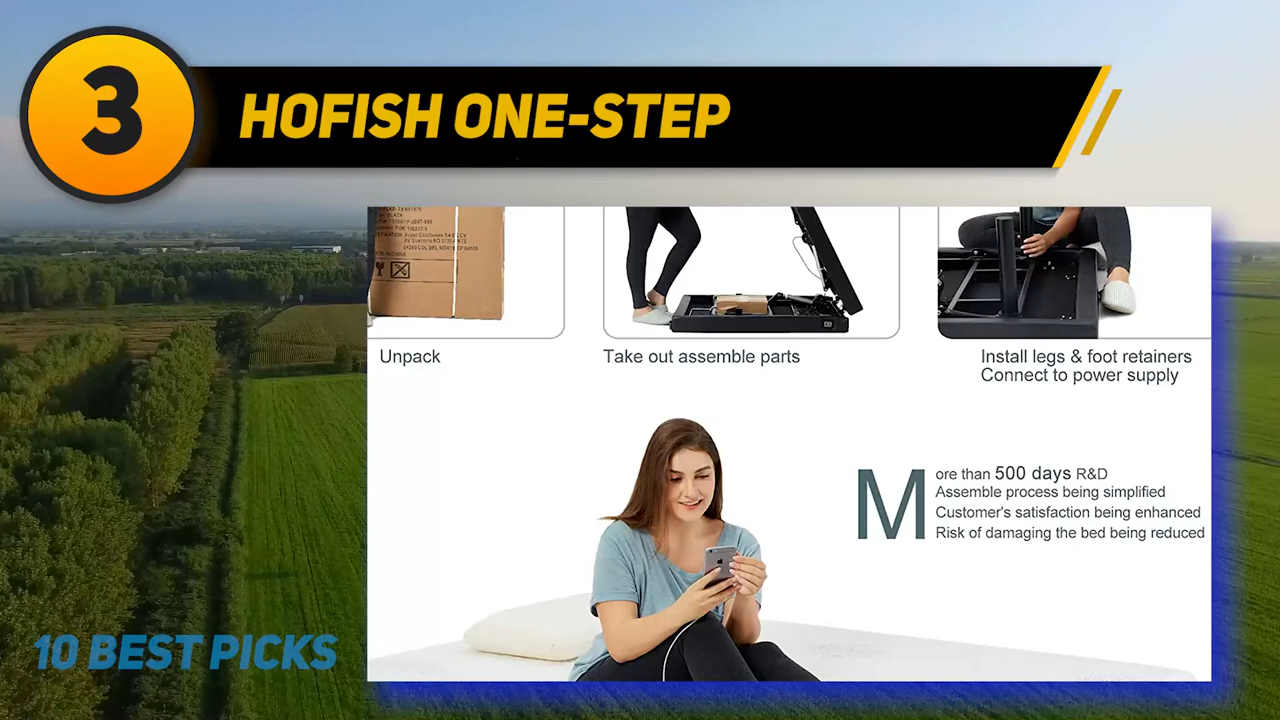 3
HOFISH ONE-STEP
BLACK
Unpack
Take out assemble parts
Install legs & foot retainers
Connect to power supply
More than 500 days R&D
Assemble process being simplified
Customer's satisfaction being enhanced
Risk of damaging the bed being reduced
10 BEST PICKS